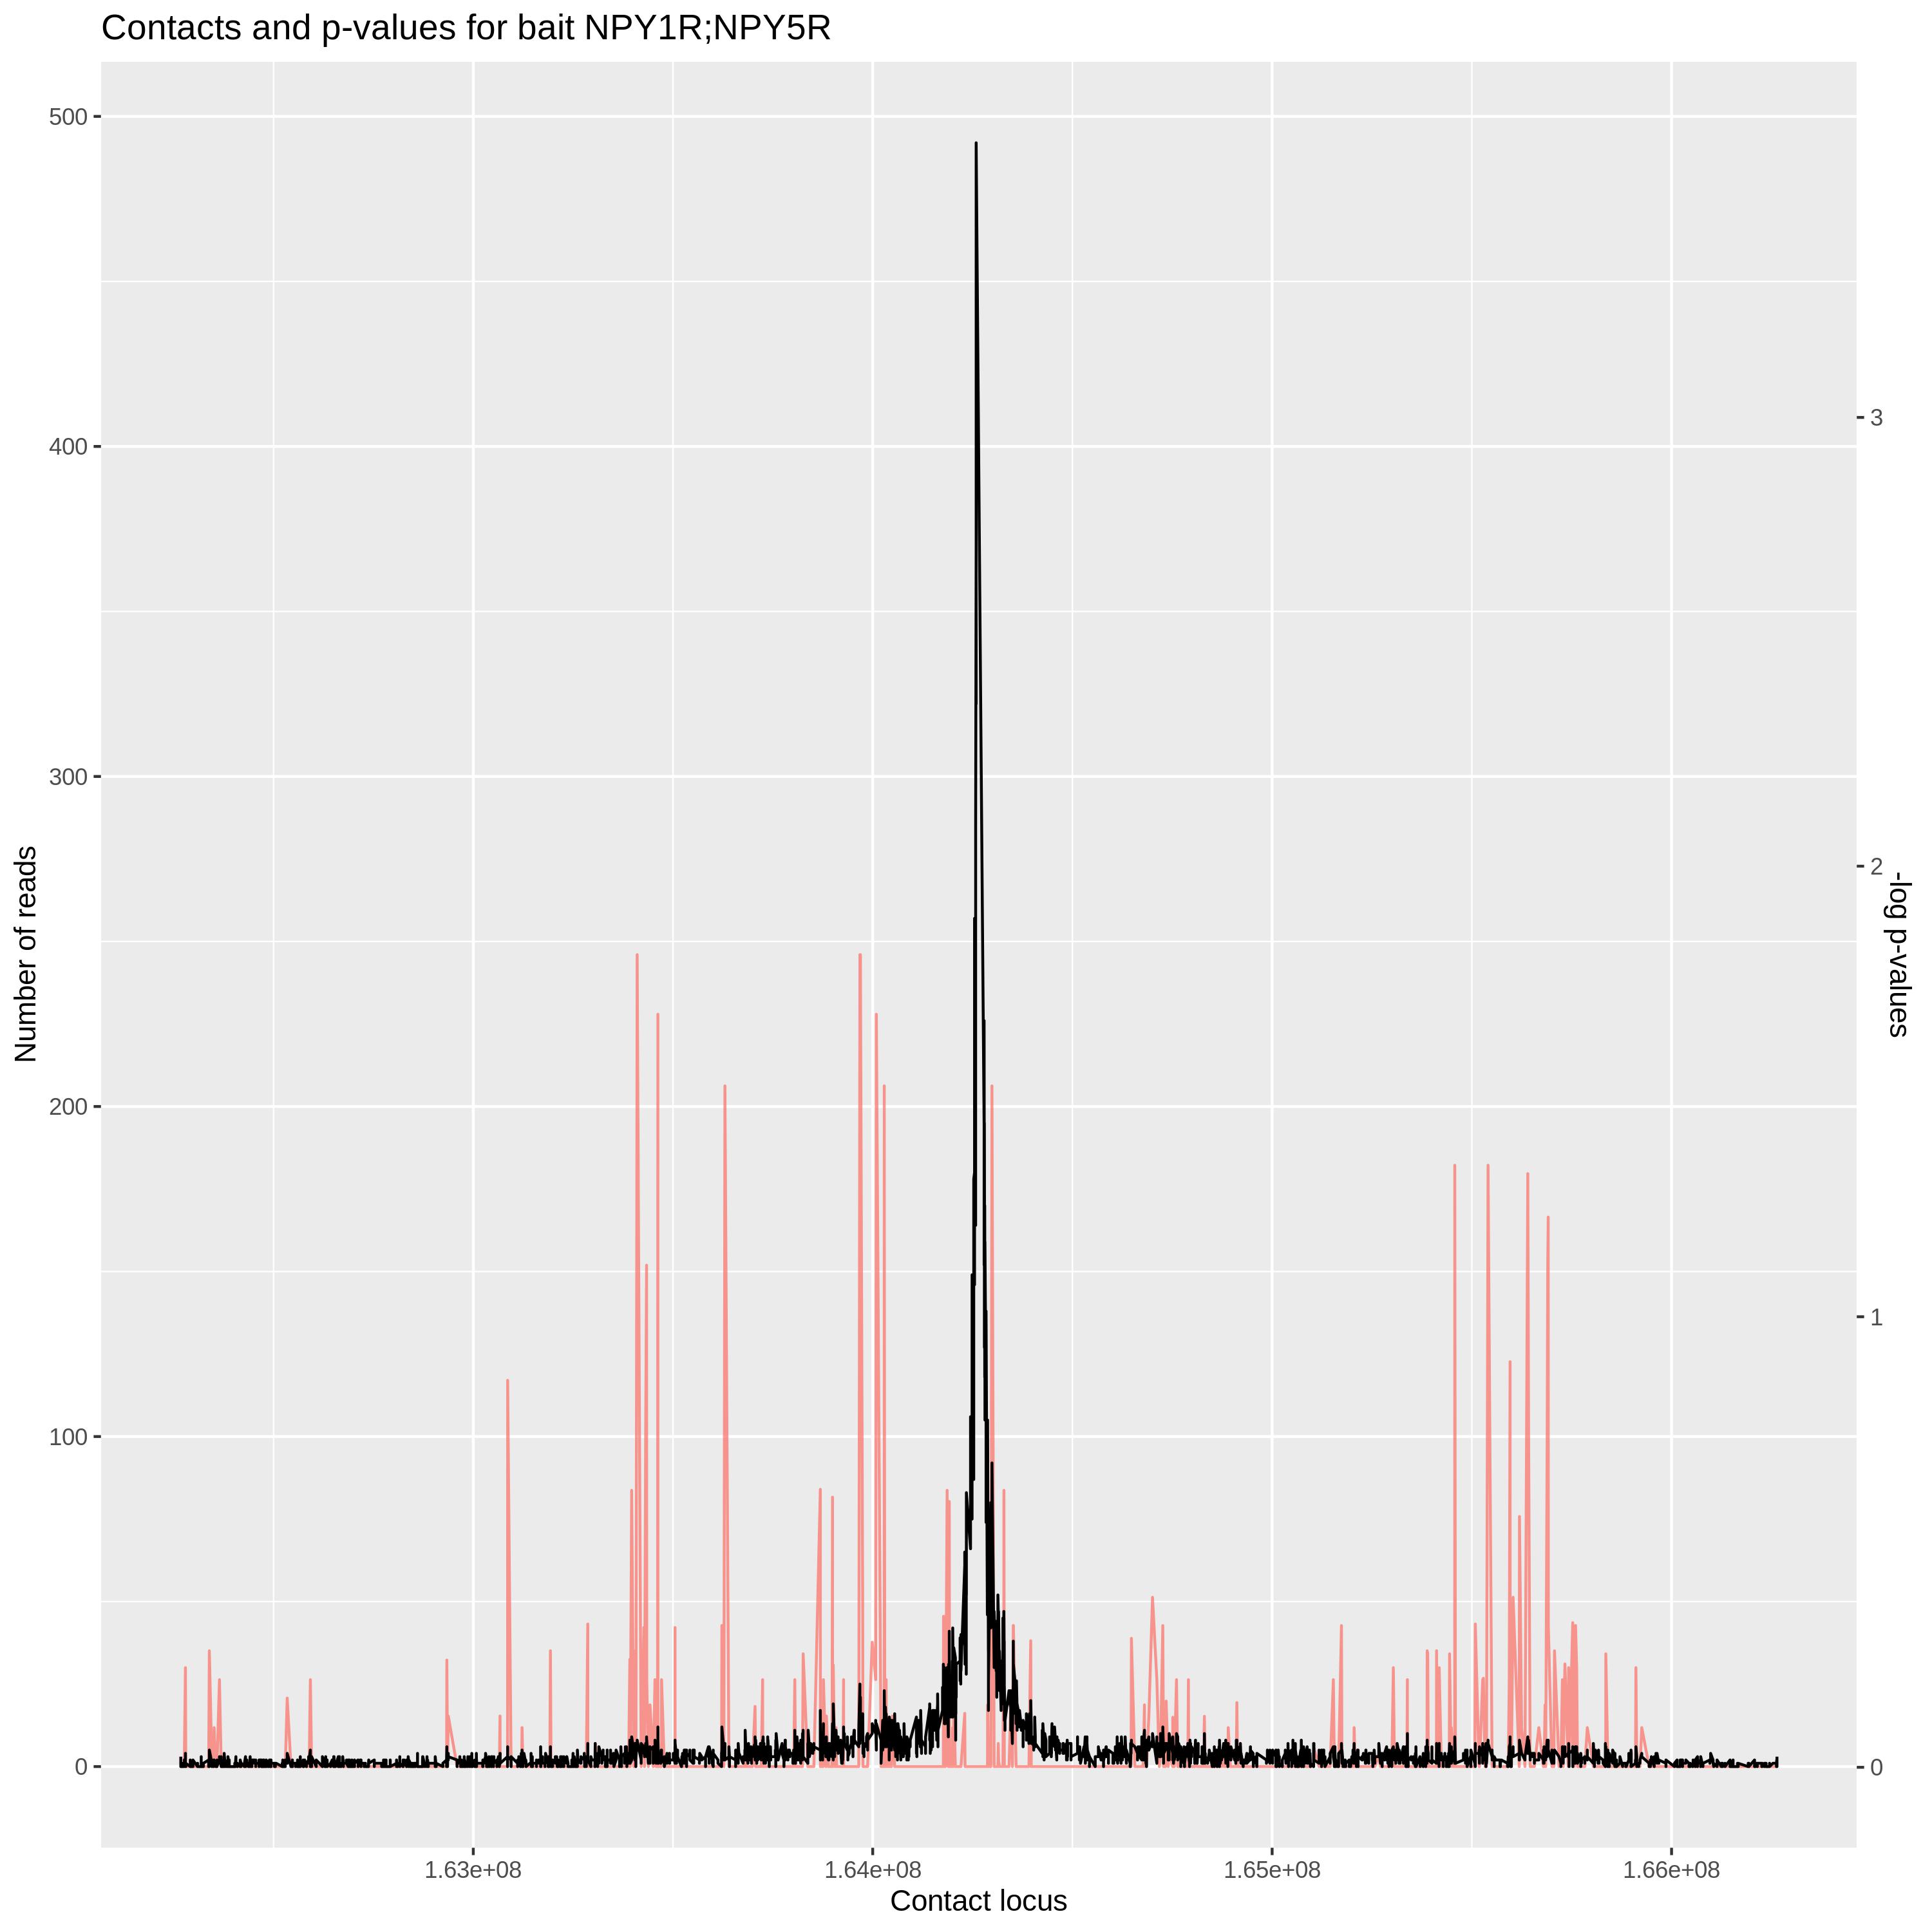 Contacts and p-values for bait NPY1R;NPY5R
500
400
300
200
100
0
Number of reads
3
2
1
0
-log p-values
1.63e+08
1.64e+08
1.65e+08
1.66e+08
Contact locus